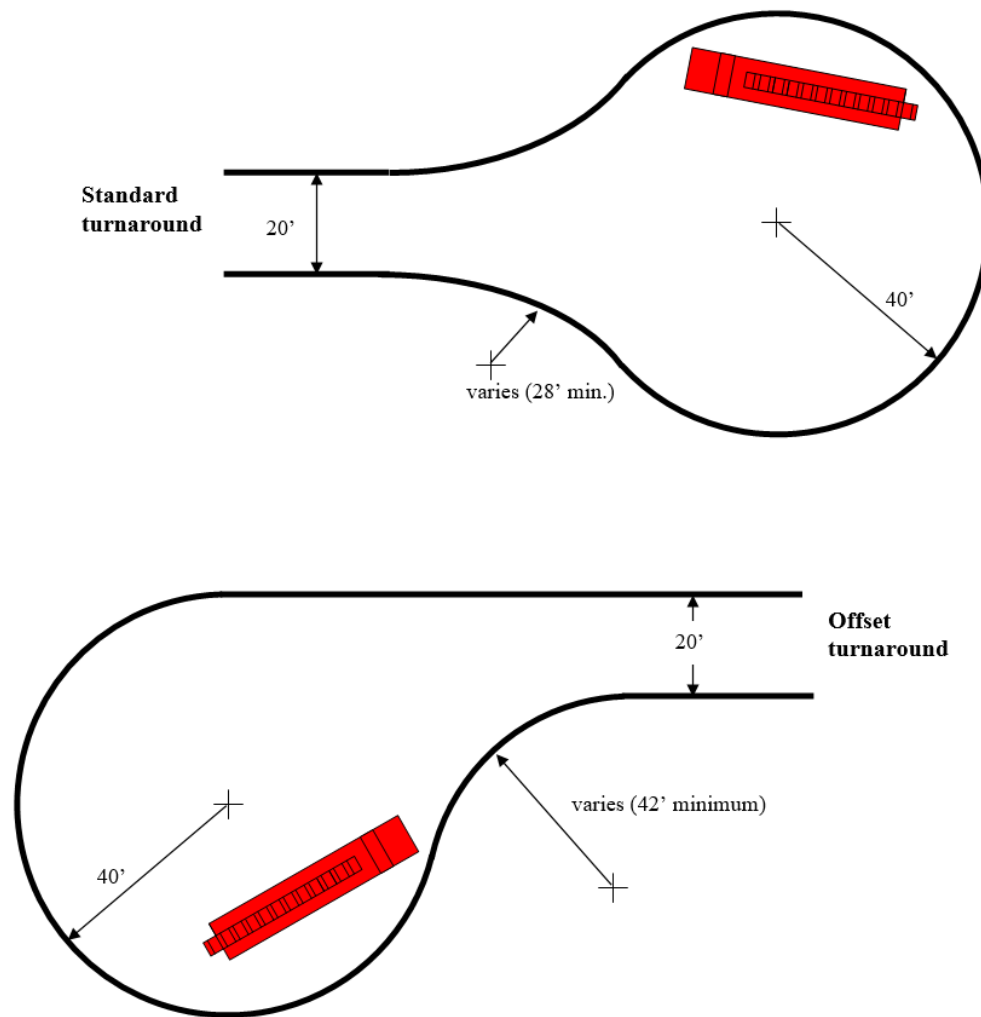 Standard
turnaround
20’
40’
varies (28’ min.)
Offset
turnaround
20’
varies (42’ minimum)
40’